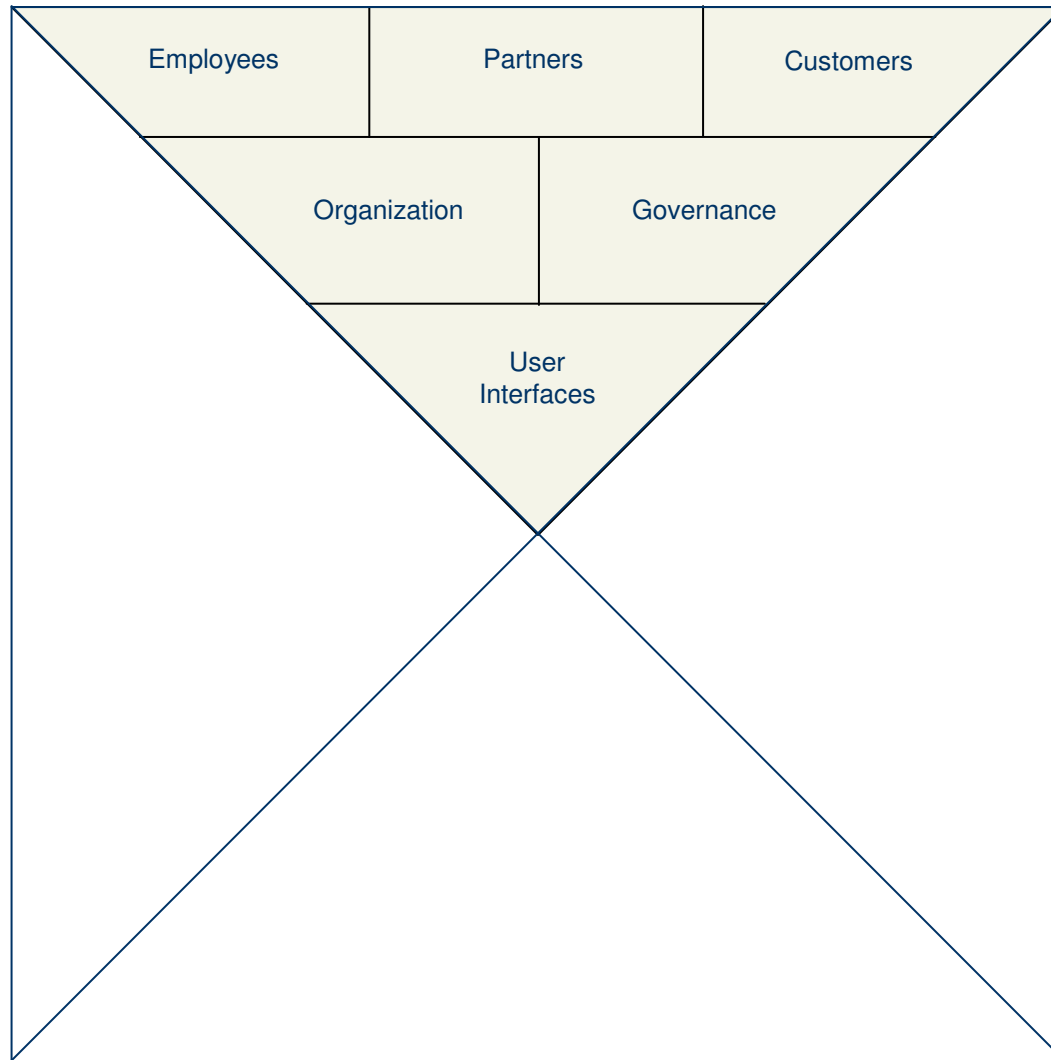 Employees
Partners
Customers
Organization
Governance
User
Interfaces